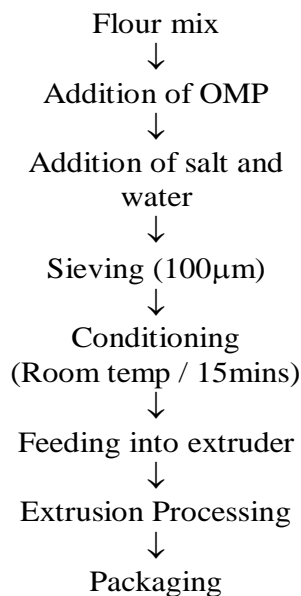 Flour mix
↓
Addition of OMP
↓
Addition of salt and
water
↓
Sieving (100μm)
↓
Conditioning
(Room temp / 15mins)
↓
Feeding into extruder
↓
Extrusion Processing
↓
Packaging